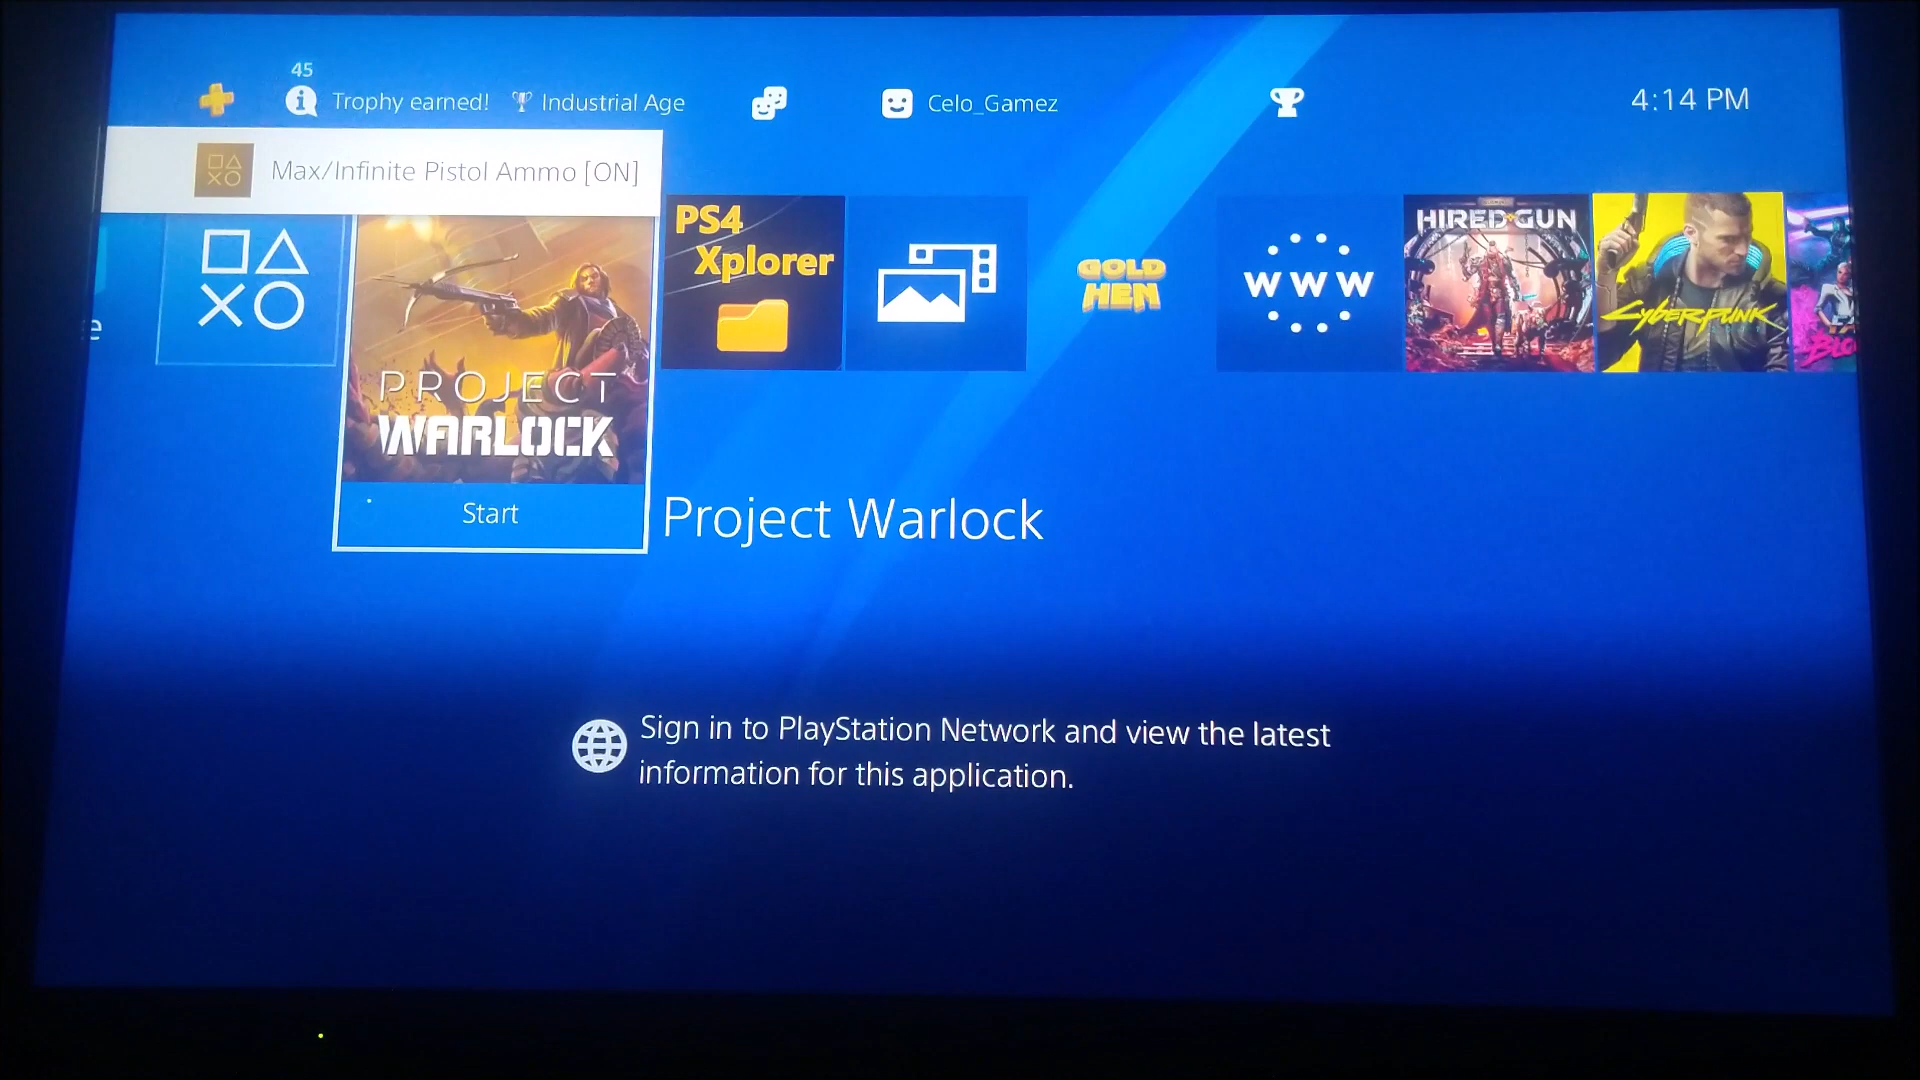 45
Trophy earned! Industrial Age
Celo_Gamez
4:14 PM
Max/Infinite Pistol Ammo [ON]
e
PROJECT
WARLOCK
PS4
Xplorer
GOLD
HEN
WWW
HIRED GUN
CYBERPUNK
Start
Project Warlock
Sign in to PlayStation Network and view the latest
information for this application.